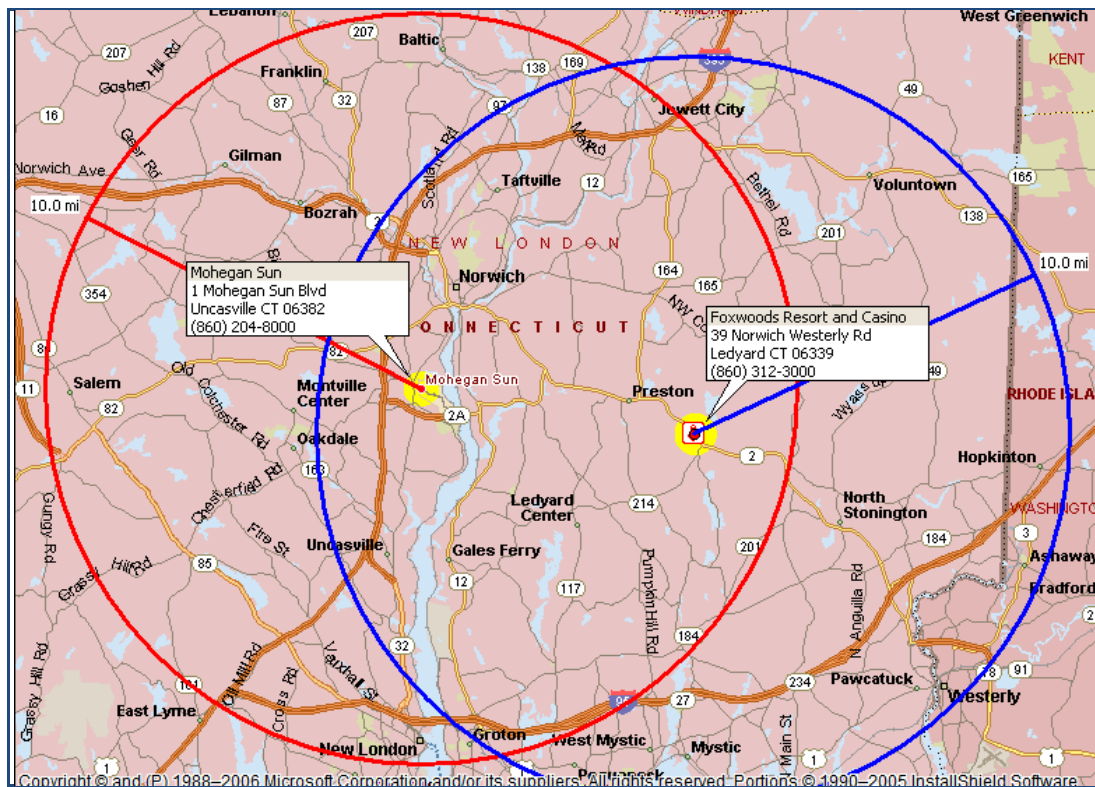 Lebanon
WINDHAM
West Greenwich
207
Baltic
395
207
Goshen Hill Rd
Franklin
138
169
KENT
87
32
97
49
16
Jewett City
Scotland Rd
Geer Rd
Gilman
Norwich Ave
Taftville
12
Bethel Rd
Voluntown
165
10.0 mi
Bozrah
2
138
201
NEW LONDON
10.0 mi
Mohegan Sun
1 Mohegan Sun Blvd
Uncasville CT 06382
(860) 204-8000
Norwich
164
165
354
ONNECTICUT
NW Co
Foxwoods Resort and Casino
39 Norwich Westerly Rd
Ledyard CT 06339
(860) 312-3000
82
Old Colchester Rd
Mohegan Sun
49
11
Salem
Montville
Center
Preston
RHODE ISLA
82
2A
Oakdale
163
2
Hopkinton
Chesterfield Rd
Ledyard
Center
214
North
Stonington
WASHINGTO
Gungy Rd
Fire St
Uncasville
Gales Ferry
201
184
3
Ashaway
Grassy Hill Rd
85
12
117
Pumpkin Hill Rd
N Anguilla Rd
Bradford
2
184
32
Grassy Hill Rd
Oil Mill Rd
Cross Rd
Vauxhall St
161
234
78
91
95
27
Pawcatuck
Westerly
East Lyme
Groton
West Mystic
Mystic
Main St
New London
1
1
1
Copyright © and (P) 1988–2006 Microsoft Corporation and/or its suppliers. All rights reserved. Portions © 1990–2005 InstallShield Software